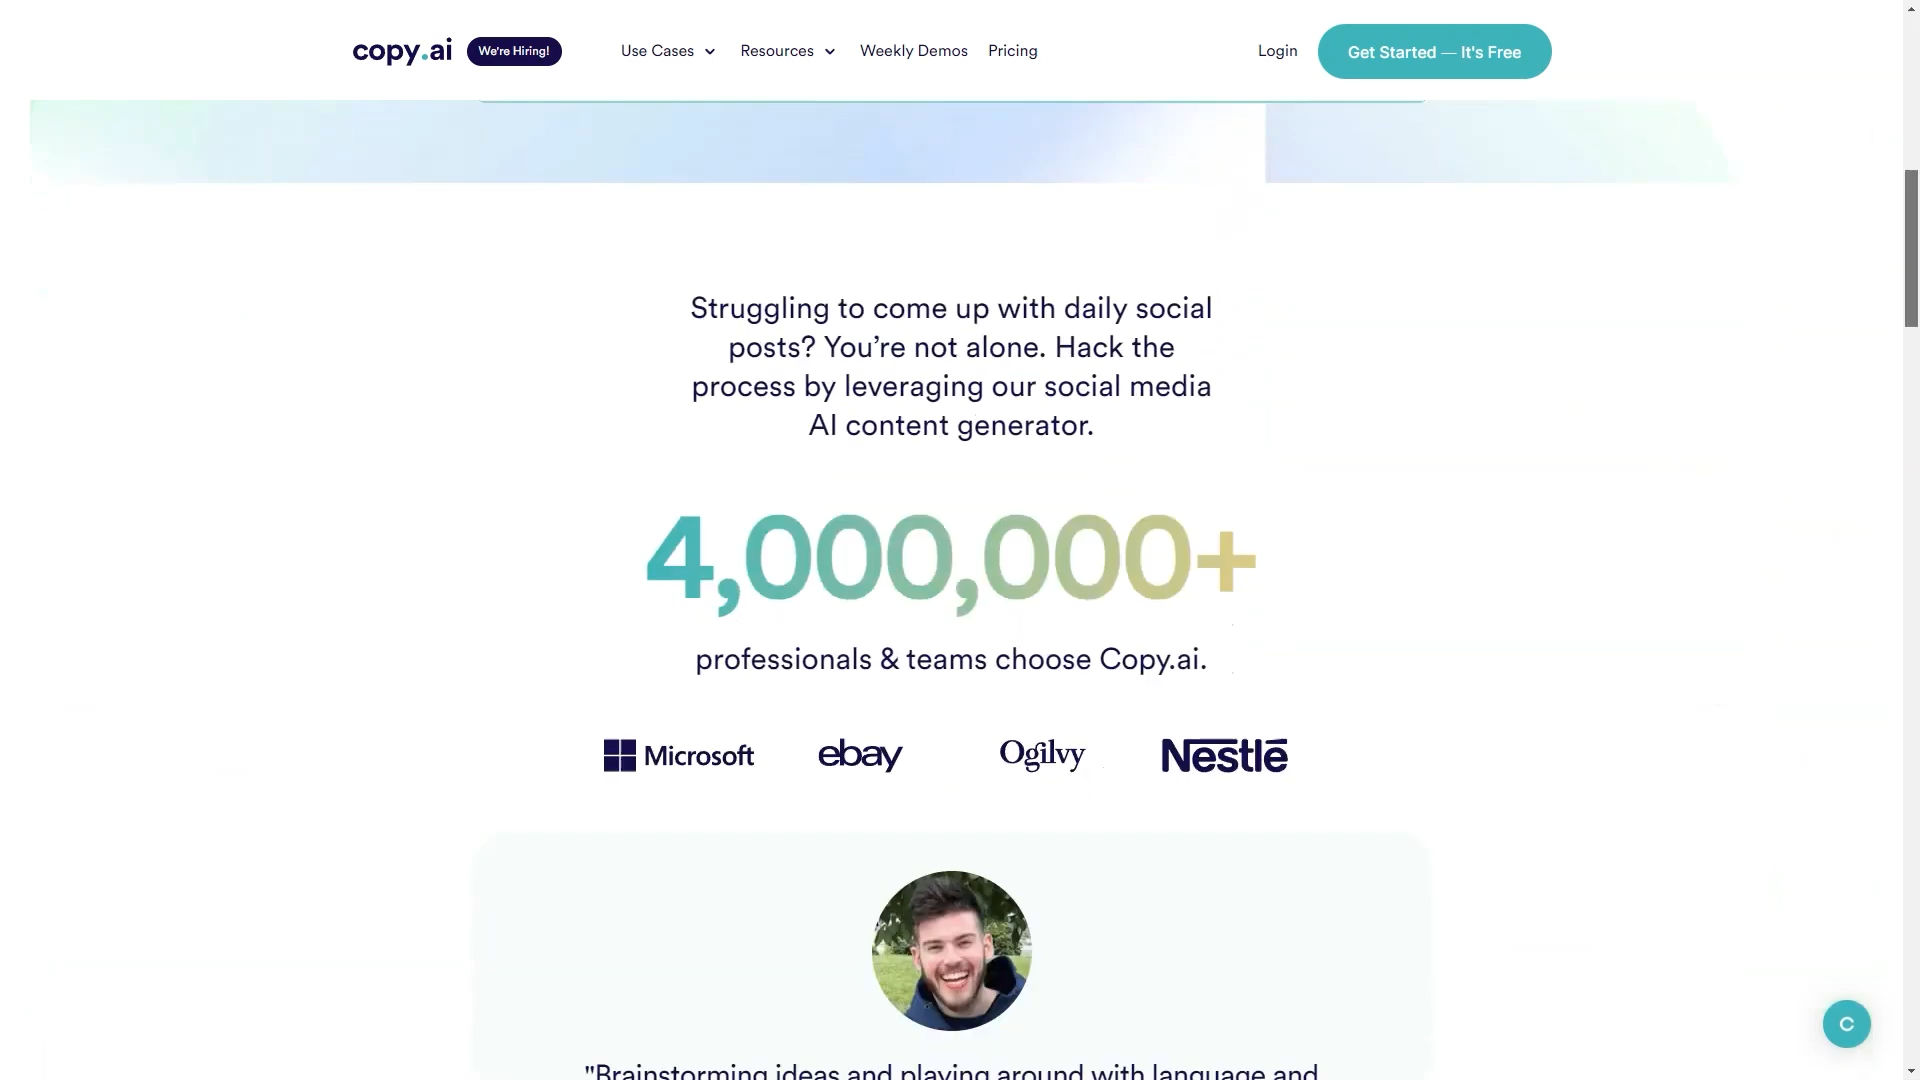 copy.ai We're Hiring! Use Cases Resources Weekly Demos Pricing Login Get Started — It's Free
Struggling to come up with daily social
posts? You’re not alone. Hack the
process by leveraging our social media
AI content generator.
4,000,000+
professionals & teams choose Copy.ai.
Microsoft ebay Ogilvy Nestlē
"Brainstorming ideas and playing around with language and
C